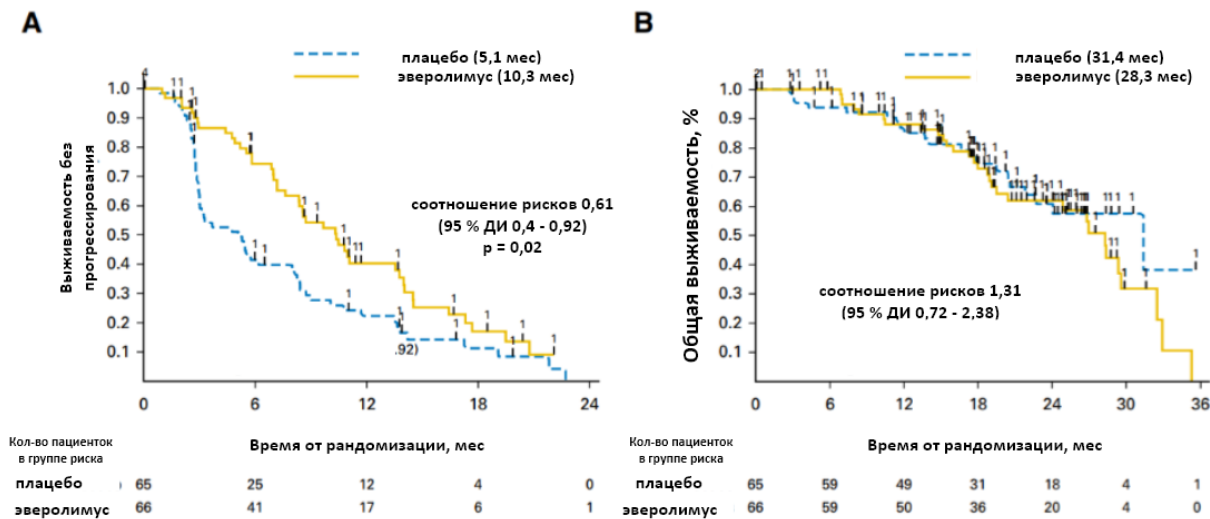 A
плацебо (5,1 мес)
эверолимус (10,3 мес)
Выживаемость без
прогрессирования
1.0
0.9
0.8
0.7
0.6
0.5
0.4
0.3
0.2
0.1
соотношение рисков 0,61
(95 % ДИ 0,4 - 0,92)
p = 0,02
.92)
0 6 12 18 24
Время от рандомизации, мес
Кол-во пациенток
в группе риска
плацебо ) 65 25 12 4 0
эверолимус 66 41 17 6 1
B
плацебо (31,4 мес)
эверолимус (28,3 мес)
Общая выживаемость, %
1.0
0.9
0.8
0.7
0.6
0.5
0.4
0.3
0.2
0.1
соотношение рисков 1,31
(95 % ДИ 0,72 - 2,38)
0 6 12 18 24 30 36
Время от рандомизации, мес
Кол-во пациенток
в группе риска
плацебо 65 59 49 31 18 4 1
эверолимус 66 59 50 36 20 4 0